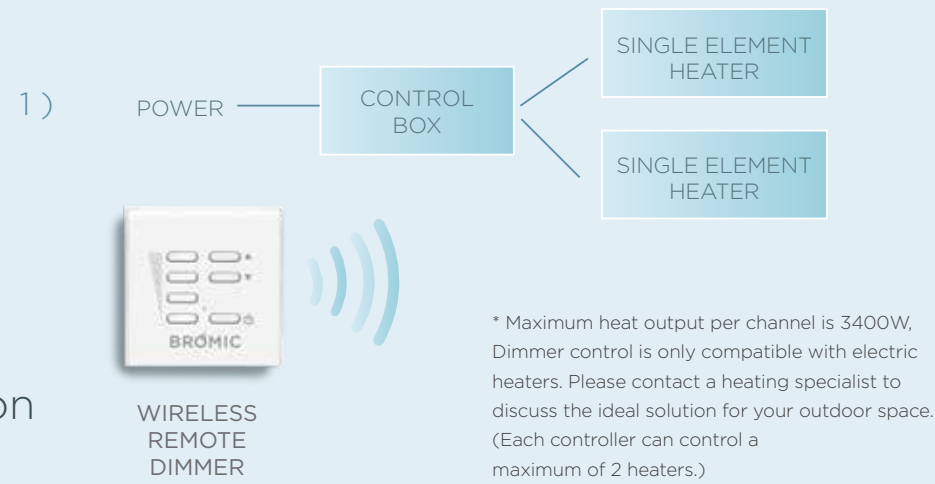 1)
POWER
CONTROL
BOX
SINGLE ELEMENT
HEATER
SINGLE ELEMENT
HEATER
BROMIC
WIRELESS
REMOTE
DIMMER
on
* Maximum heat output per channel is 3400W,
Dimmer control is only compatible with electric
heaters. Please contact a heating specialist to
discuss the ideal solution for your outdoor space.
(Each controller can control a
maximum of 2 heaters.)